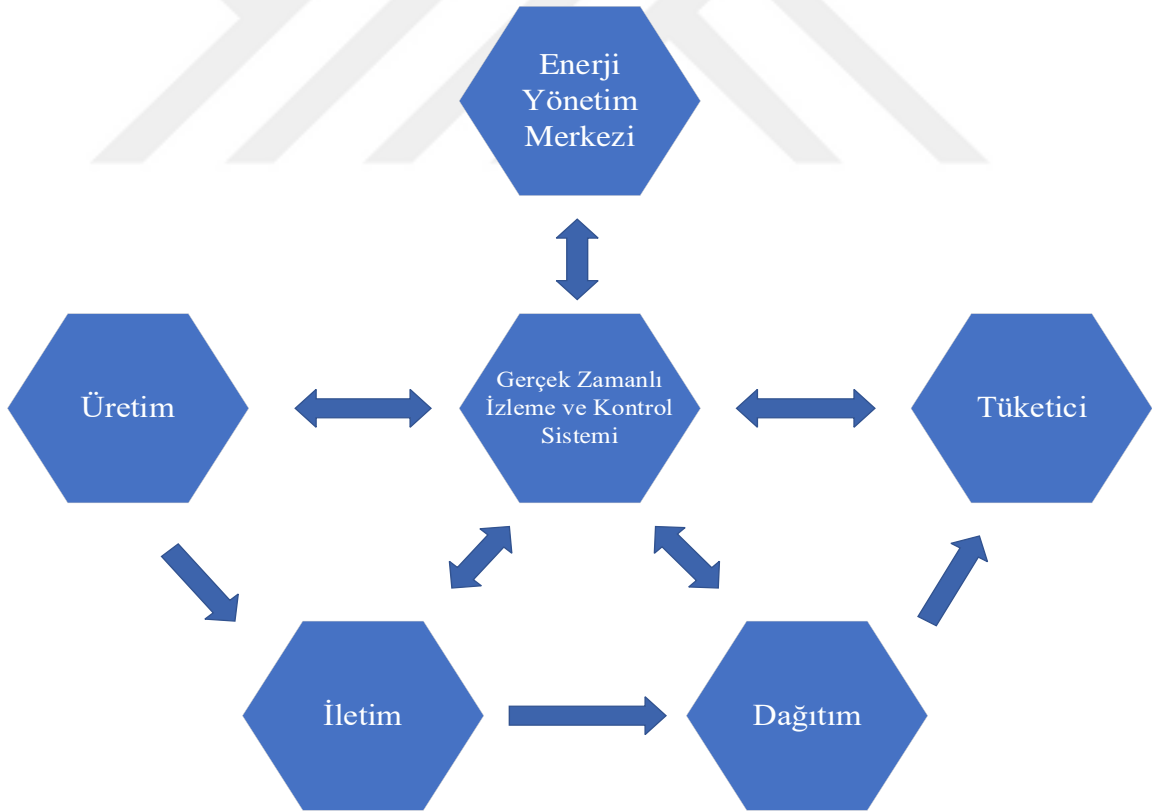 Enerji
Yönetim
Merkezi
Üretim
Gerçek Zamanlı
İzleme ve Kontrol
Sistemi
Tüketici
İletim
Dağıtım